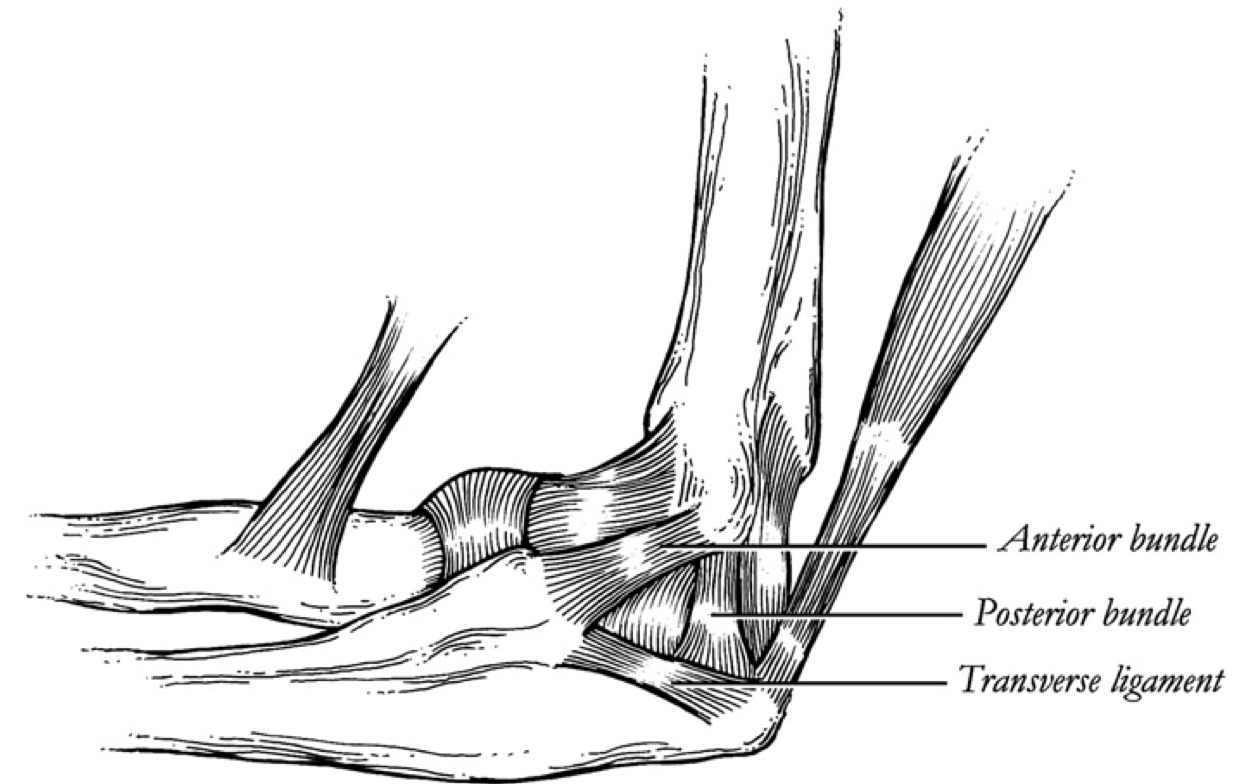 Anterior bundle
Posterior bundle
Transverse ligament